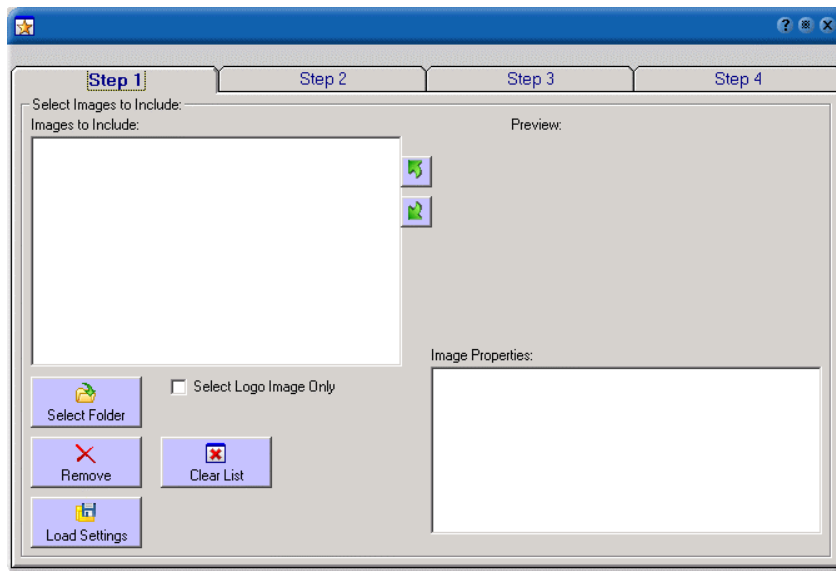 Step 1
Step 2
Step 3
Step 4
Select Images to Include:
Images to Include:
Preview:
Image Properties:
Select Logo Image Only
Select Folder
Remove
Clear List
Load Settings